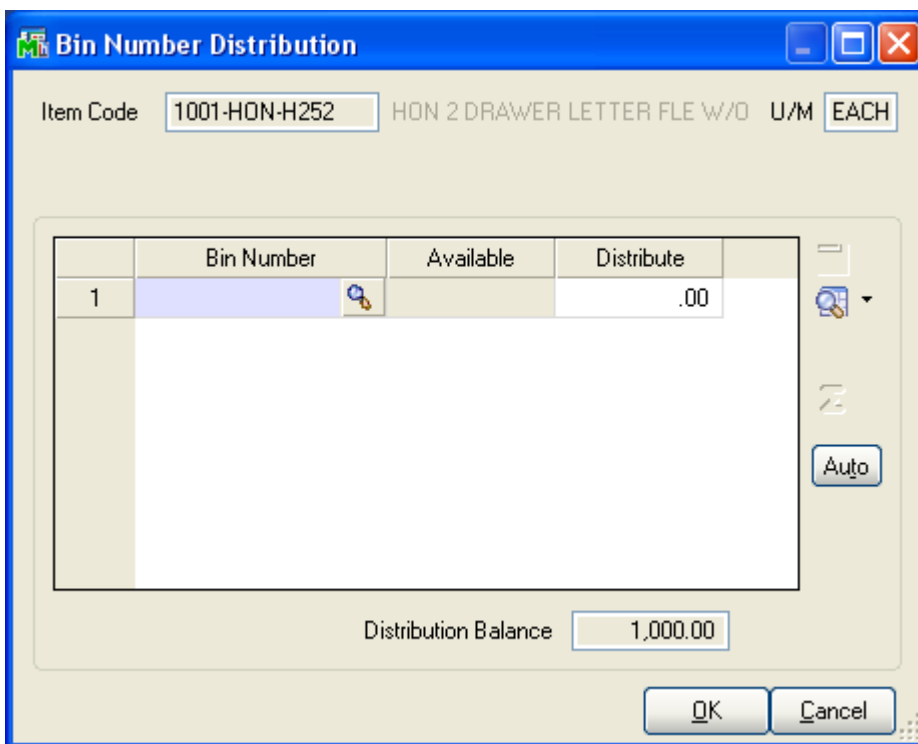 Bin Number Distribution
Item Code 1001-HON-H252 HON 2 DRAWER LETTER FLE W/O U/M EACH
Bin Number Available Distribute
1 .00
Auto
Distribution Balance 1,000.00
OK Cancel